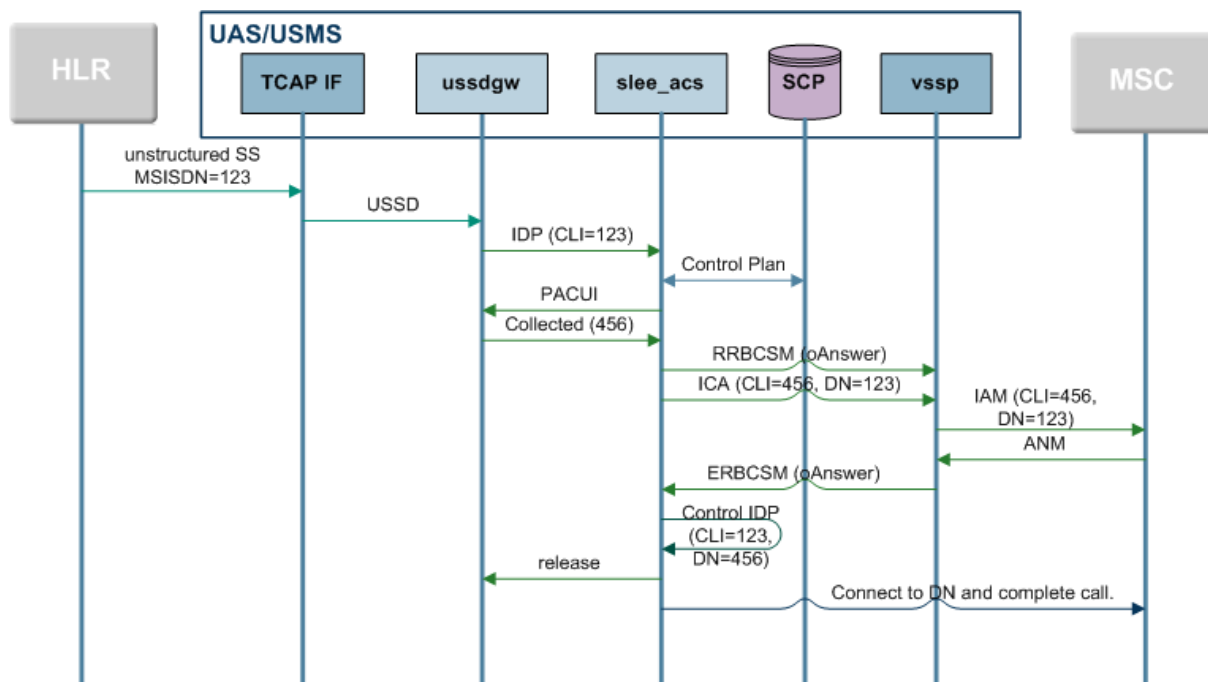 UAS/USMS
HLR
TCAP IF
ussdgw
slee_acs
SCP
vssp
MSC
unstructured SS
MSISDN=123
USSD
IDP (CLI=123)
Control Plan
PACUI
Collected (456)
RRBCSM (oAnswer)
ICA (CLI=456, DN=123)
IAM (CLI=456,
DN=123)
ANM
ERBCSM (oAnswer)
Control IDP
(CLI=123,
DN=456)
release
Connect to DN and complete call.